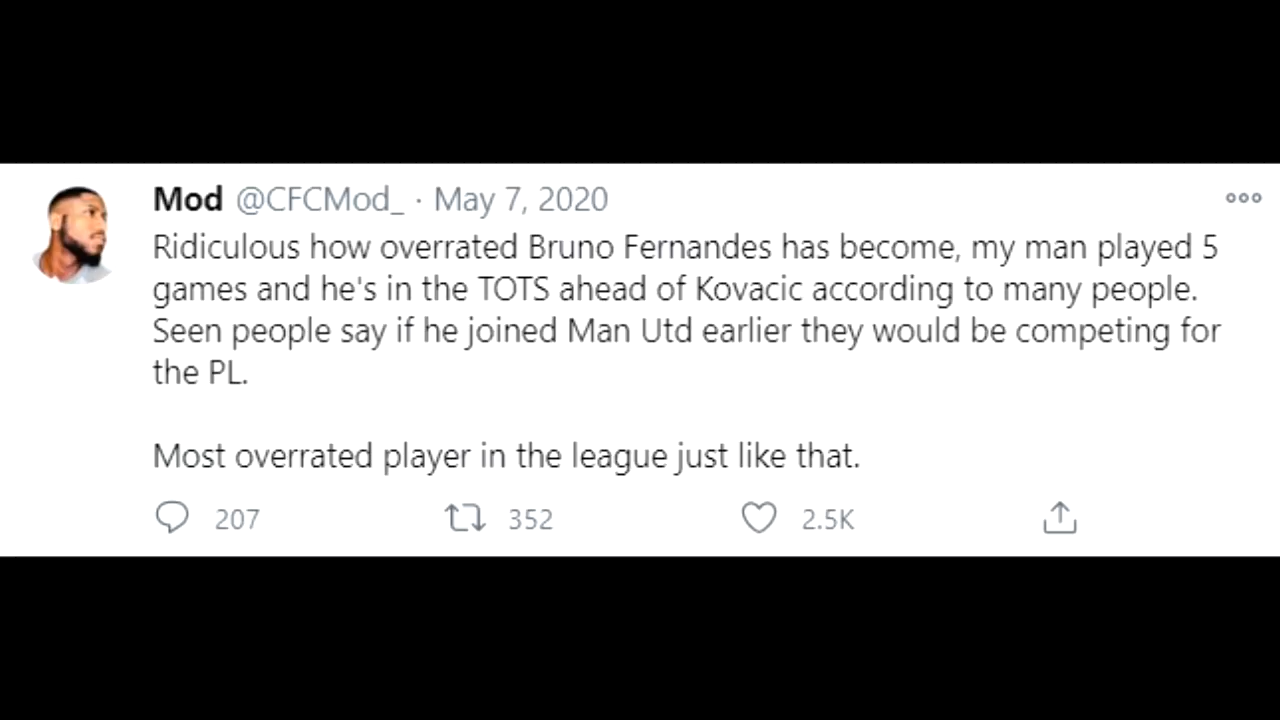 Mod @CFCMod_ · May 7, 2020
Ridiculous how overrated Bruno Fernandes has become, my man played 5
games and he's in the TOTS ahead of Kovacic according to many people.
Seen people say if he joined Man Utd earlier they would be competing for
the PL.
Most overrated player in the league just like that.
207 352 2.5K